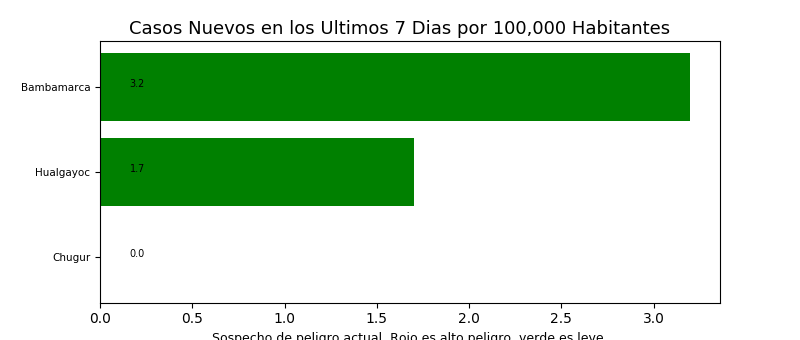 Casos Nuevos en los Ultimos 7 Dias por 100,000 Habitantes
Bambamarca
3.2
Hualgayoc
1.7
Chugur
0.0
0.0 0.5 1.0 1.5 2.0 2.5 3.0
Sospecho de peligro actual. Rojo es alto peligro, verde es leve